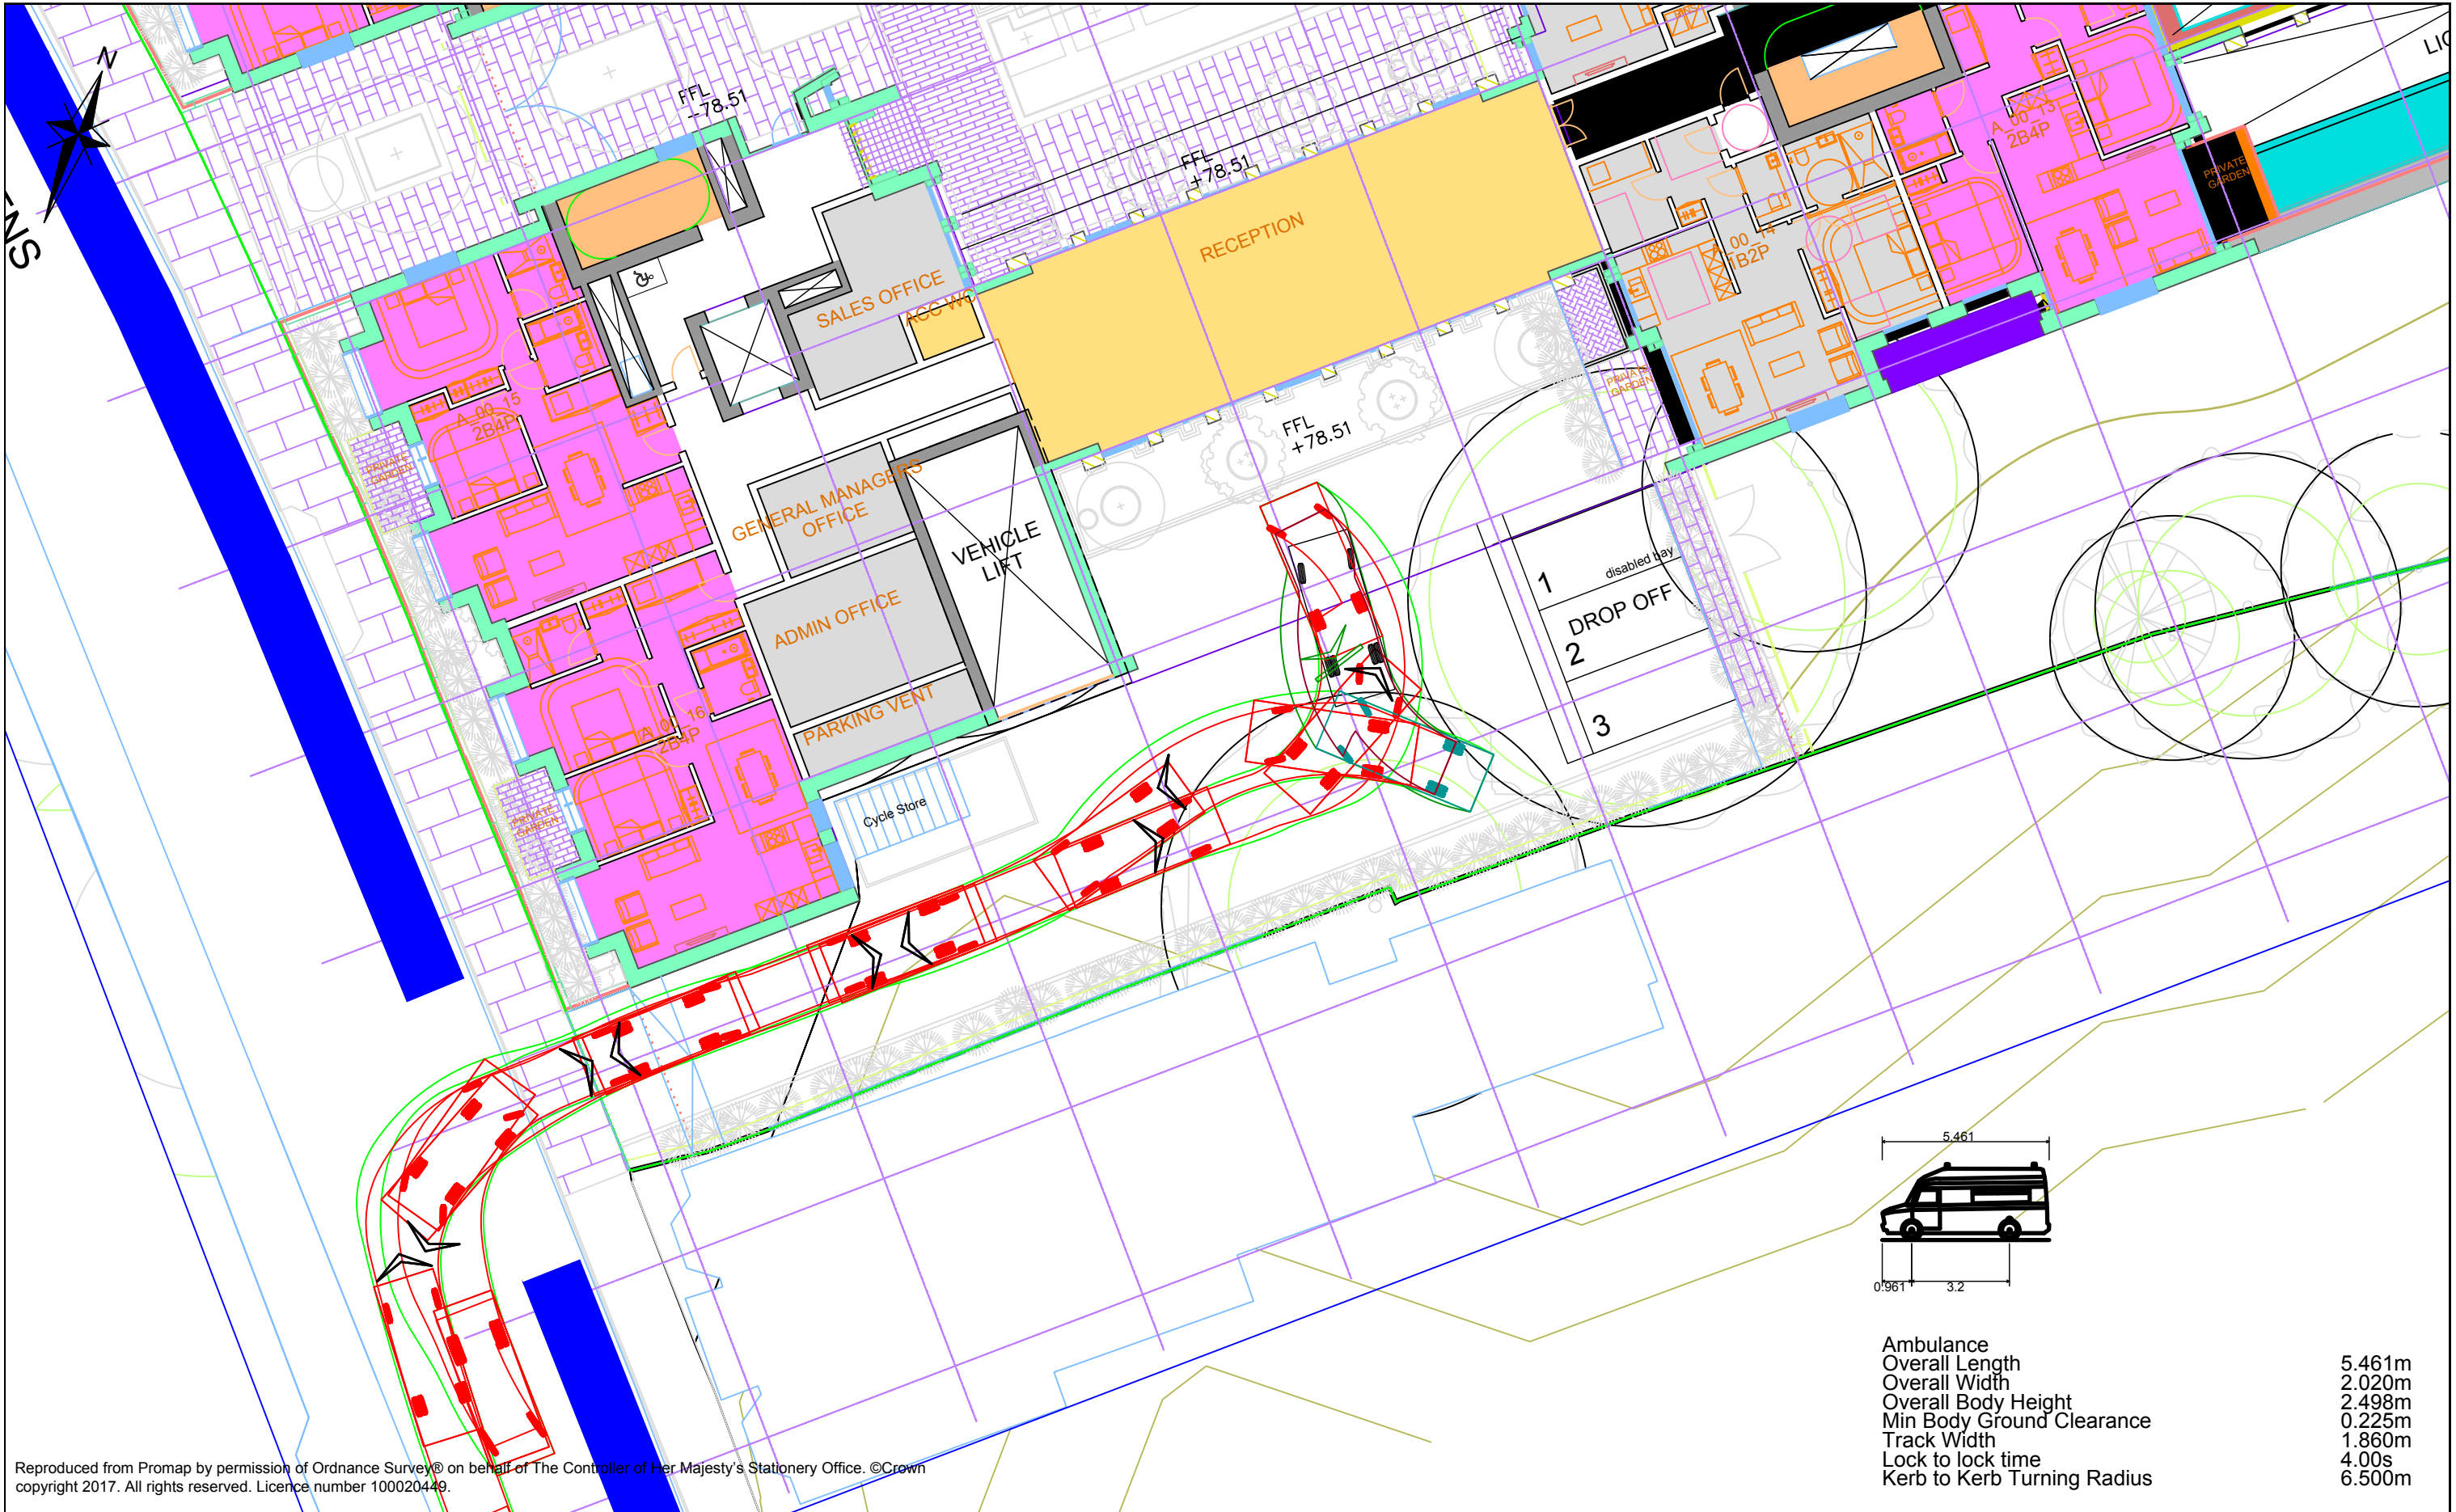 N
ENS
FFL
+78.51
FFL
+78.51
RECEPTION
SALES OFFICE
ACC WC
A_00_13
2B4P
PRIVATE
GARDEN
1B2P
A_00_15
2B4P
PRIVATE
GARDEN
PRIVATE
GARDEN
FFL
+78.51
GENERAL MANAGERS
OFFICE
VEHICLE
LIFT
ADMIN OFFICE
PARKING VENT
1
disabled bay
DROP OFF
2
3
A_00_16
2B4P
PRIVATE
GARDEN
Cycle Store
5.461
0.961
3.2
Ambulance
Overall Length 5.461m
Overall Width 2.020m
Overall Body Height 2.498m
Min Body Ground Clearance 0.225m
Track Width 1.860m
Lock to lock time 4.00s
Kerb to Kerb Turning Radius 6.500m
Reproduced from Promap by permission of Ordnance Survey® on behalf of The Controller of Her Majesty's Stationery Office. ©Crown
copyright 2017. All rights reserved. Licence number 100020449.